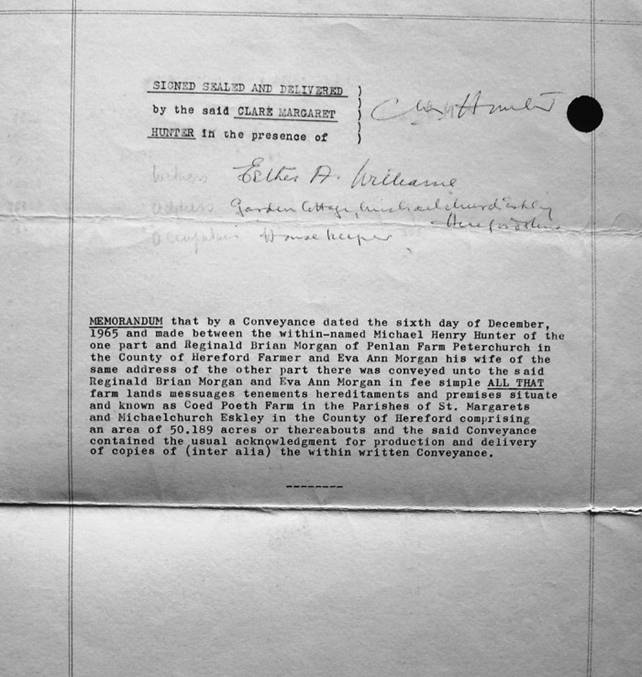 SIGNED SEALED AND DELIVERED )
by the said CLARE MARGARET )
HUNTER in the presence of )
Clare M Hunter
Witness Esther A. Williams
Address Garden Cottage, Michaelchurch Eskley
Herefordshire
Occupation Housekeeper
MEMORANDUM that by a Conveyance dated the sixth day of December,
1965 and made between the within-named Michael Henry Hunter of the
one part and Reginald Brian Morgan of Penlan Farm Peterchurch in
the County of Hereford Farmer and Eva Ann Morgan his wife of the
same address of the other part there was conveyed unto the said
Reginald Brian Morgan and Eva Ann Morgan in fee simple ALL THAT
farm lands messuages tenements hereditaments and premises situate
and known as Coed Poeth Farm in the Parishes of St. Margarets
and Michaelchurch Eskley in the County of Hereford comprising
an area of 50.189 acres or thereabouts and the said Conveyance
contained the usual acknowledgment for production and delivery
of copies of (inter alia) the within written Conveyance.